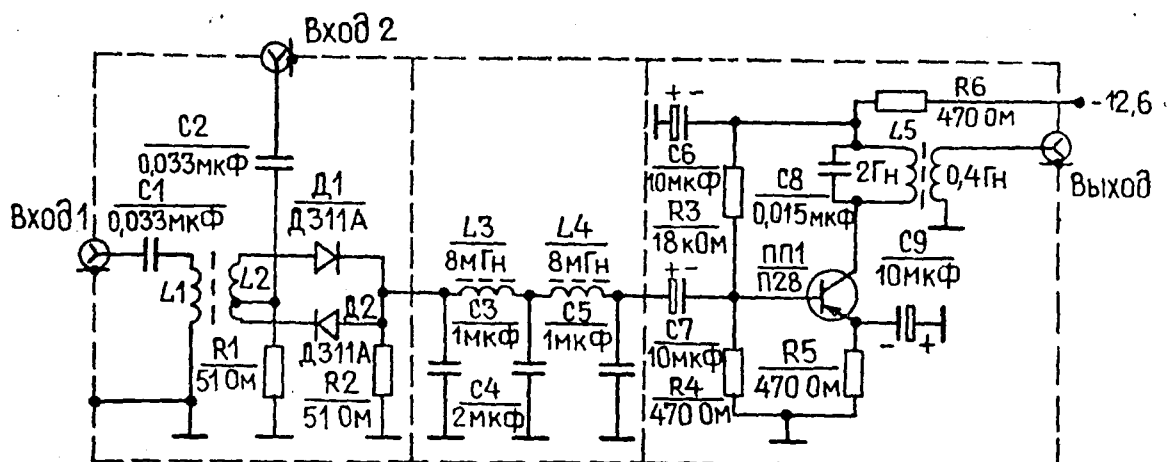 Вход 2
R6
470 Ом
-12,6
C2
0,033мкФ
C6
10мкФ
L5
2Гн
0,4Гн
Выход
C1
0,033мкФ
Вход 1
Д1
Д311А
C8
0,015мкФ
R3
18кОм
C9
10мкФ
L3
8мГн
L4
8мГн
ПП1
П28
L1
L2
Д2
Д311А
C3
1мкФ
C5
1мкФ
C7
10мкФ
R1
51 Ом
R2
51 Ом
C4
2мкФ
R4
470 Ом
R5
470 Ом
+ -
+ -
- +